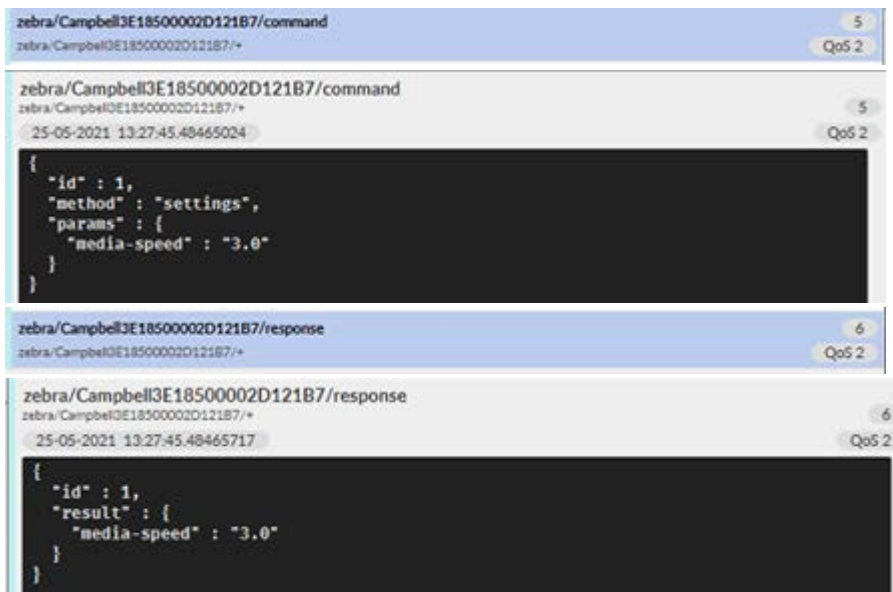 zebra/Campbell3E18500002D121B7/command
5
zebra/Campbell3E18500002D121B7/+
QoS 2
zebra/Campbell3E18500002D121B7/command
zebra/Campbell3E18500002D121B7/+
5
25-05-2021 13:27:45.48465024
QoS 2
{
"id" : 1,
"method" : "settings",
"params" : {
"media-speed" : "3.0"
}
}
zebra/Campbell3E18500002D121B7/response
6
zebra/Campbell3E18500002D121B7/+
QoS 2
zebra/Campbell3E18500002D121B7/response
zebra/Campbell3E18500002D121B7/+
6
25-05-2021 13:27:45.48465717
QoS 2
{
"id" : 1,
"result" : {
"media-speed" : "3.0"
}
}